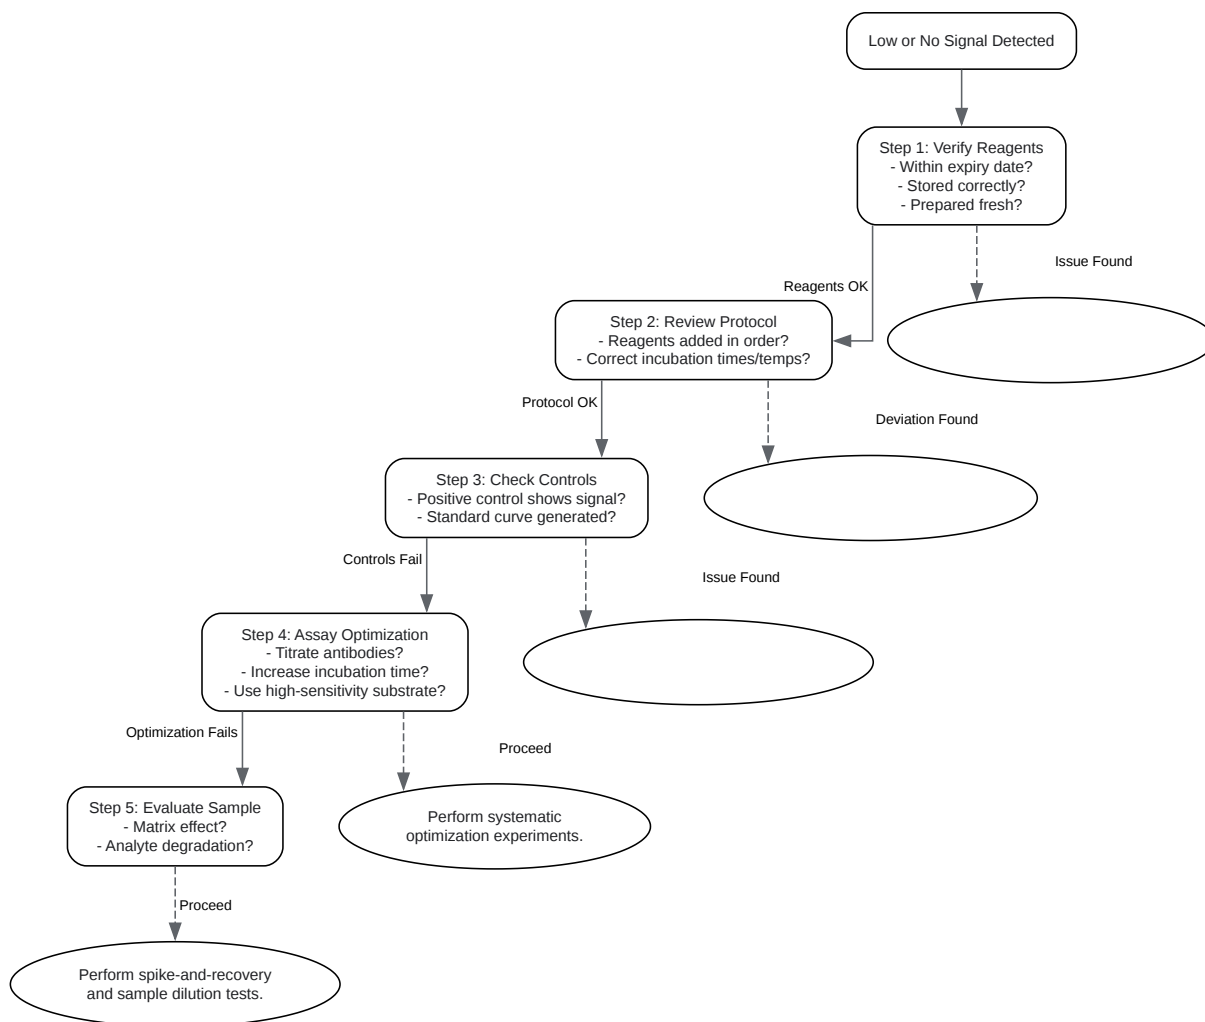 Low or No Signal Detected
Step 1: Verify Reagents
- Within expiry date?
- Stored correctly?
- Prepared fresh?
Issue Found
Reagents OK
Step 2: Review Protocol
- Reagents added in order?
- Correct incubation times/temps?
Protocol OK
Deviation Found
Step 3: Check Controls
- Positive control shows signal?
- Standard curve generated?
Controls Fail
Issue Found
Step 4: Assay Optimization
- Titrate antibodies?
- Increase incubation time?
- Use high-sensitivity substrate?
Optimization Fails
Proceed
Step 5: Evaluate Sample
- Matrix effect?
- Analyte degradation?
Perform systematic
optimization experiments.
Proceed
Perform spike-and-recovery
and sample dilution tests.